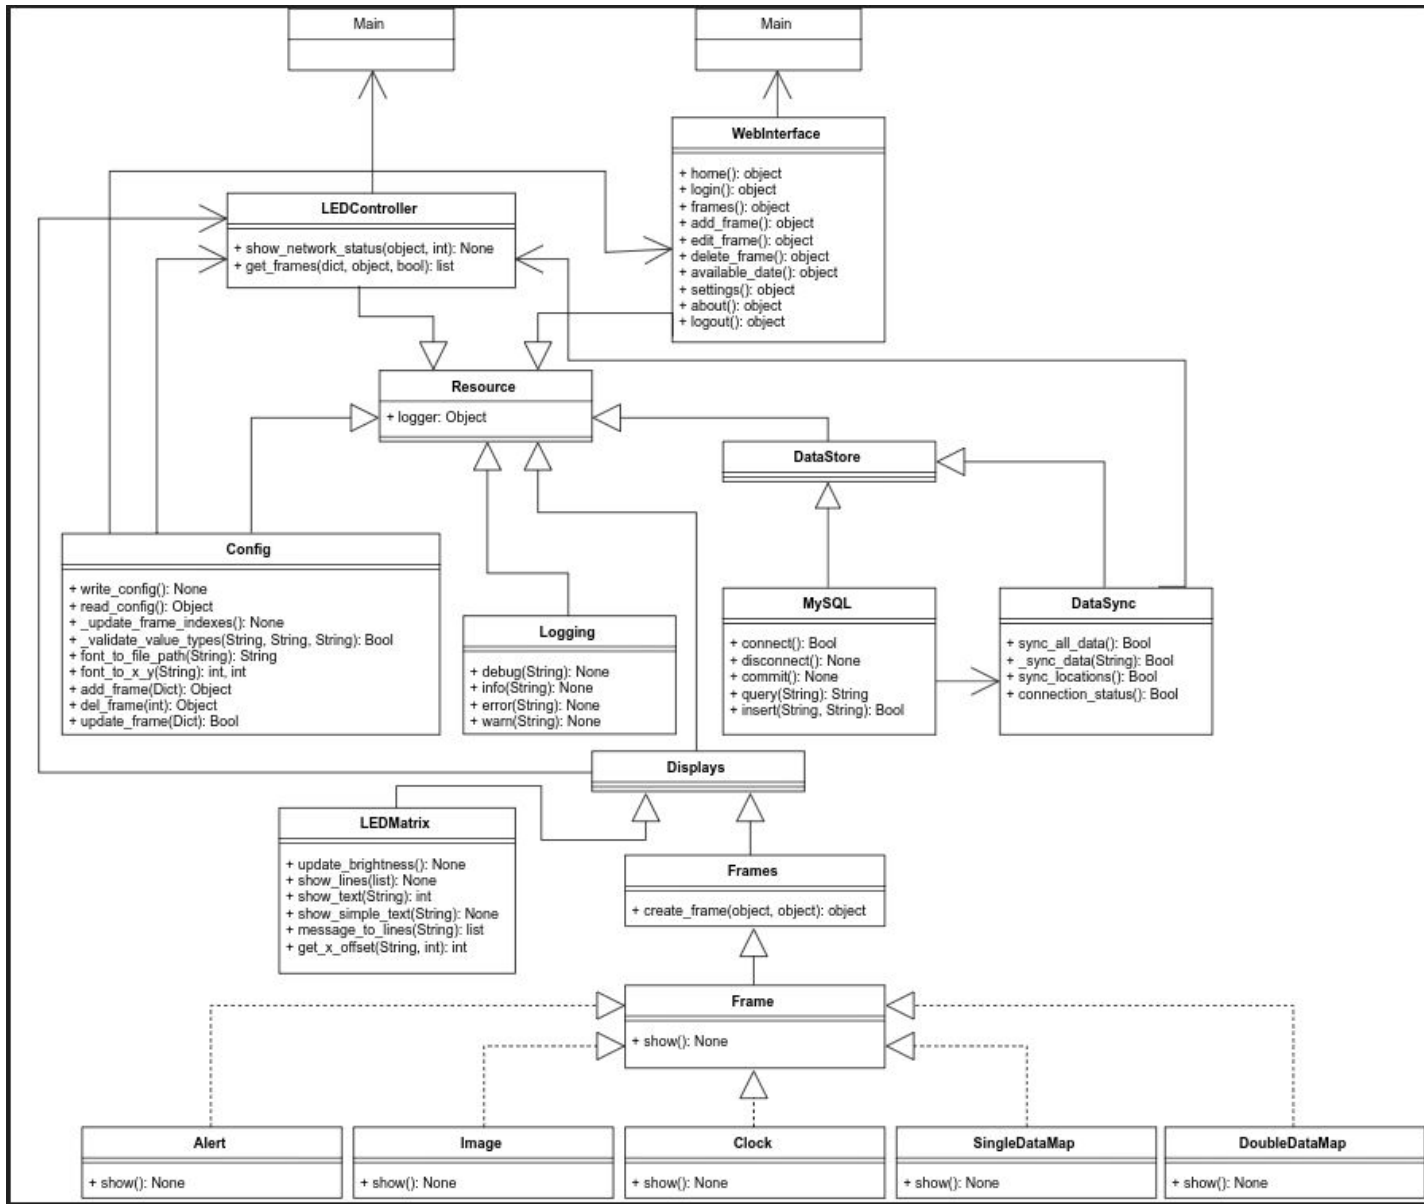 Main
Main
WebInterface
+ home(): object
+ login(): object
+ frames(): object
+ add_frame(): object
+ edit_frame(): object
+ delete_frame(): object
+ available_date(): object
+ settings(): object
+ about(): object
+ logout(): object
LEDController
+ show_network_status(object, int): None
+ get_frames(dict, object, bool): list
Resource
+ logger: Object
DataStore
Config
+ write_config(): None
+ read_config(): Object
+ _update_frame_indexes(): None
+ _validate_value_types(String, String, String): Bool
+ font_to_file_path(String): String
+ font_to_x_y(String): int, int
+ add_frame(Dict): Object
+ del_frame(int): Object
+ update_frame(Dict): Bool
Logging
+ debug(String): None
+ info(String): None
+ error(String): None
+ warn(String): None
MySQL
+ connect(): Bool
+ disconnect(): None
+ commit(): None
+ query(String): String
+ insert(String, String): Bool
DataSync
+ sync_all_data(): Bool
+ _sync_data(String): Bool
+ sync_locations(): Bool
+ connection_status(): Bool
Displays
LEDMatrix
+ update_brightness(): None
+ show_lines(list): None
+ show_text(String): int
+ show_simple_text(String): None
+ message_to_lines(String): list
+ get_x_offset(String, int): int
Frames
+ create_frame(object, object): object
Frame
+ show(): None
Alert
+ show(): None
Image
+ show(): None
Clock
+ show(): None
SingleDataMap
+ show(): None
DoubleDataMap
+ show(): None